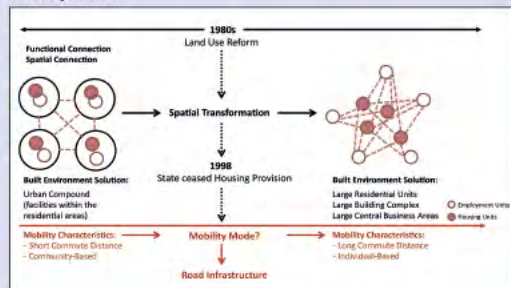 1980s
Land Use Reform
Functional Connection
Spatial Connection
Spatial Transformation
1998
State ceased Housing Provision
Built Environment Solution:
Urban Compound
(facilities within the
residential areas)
Built Environment Solution:
Large Residential Units
Large Building Complex
Large Central Business Areas
Employment Units
Housing Units
Mobility Characteristics:
- Short Commute Distance
- Community-Based
Mobility Mode?
Mobility Characteristics:
- Long Commute Distance
- Individual-Based
Road Infrastructure